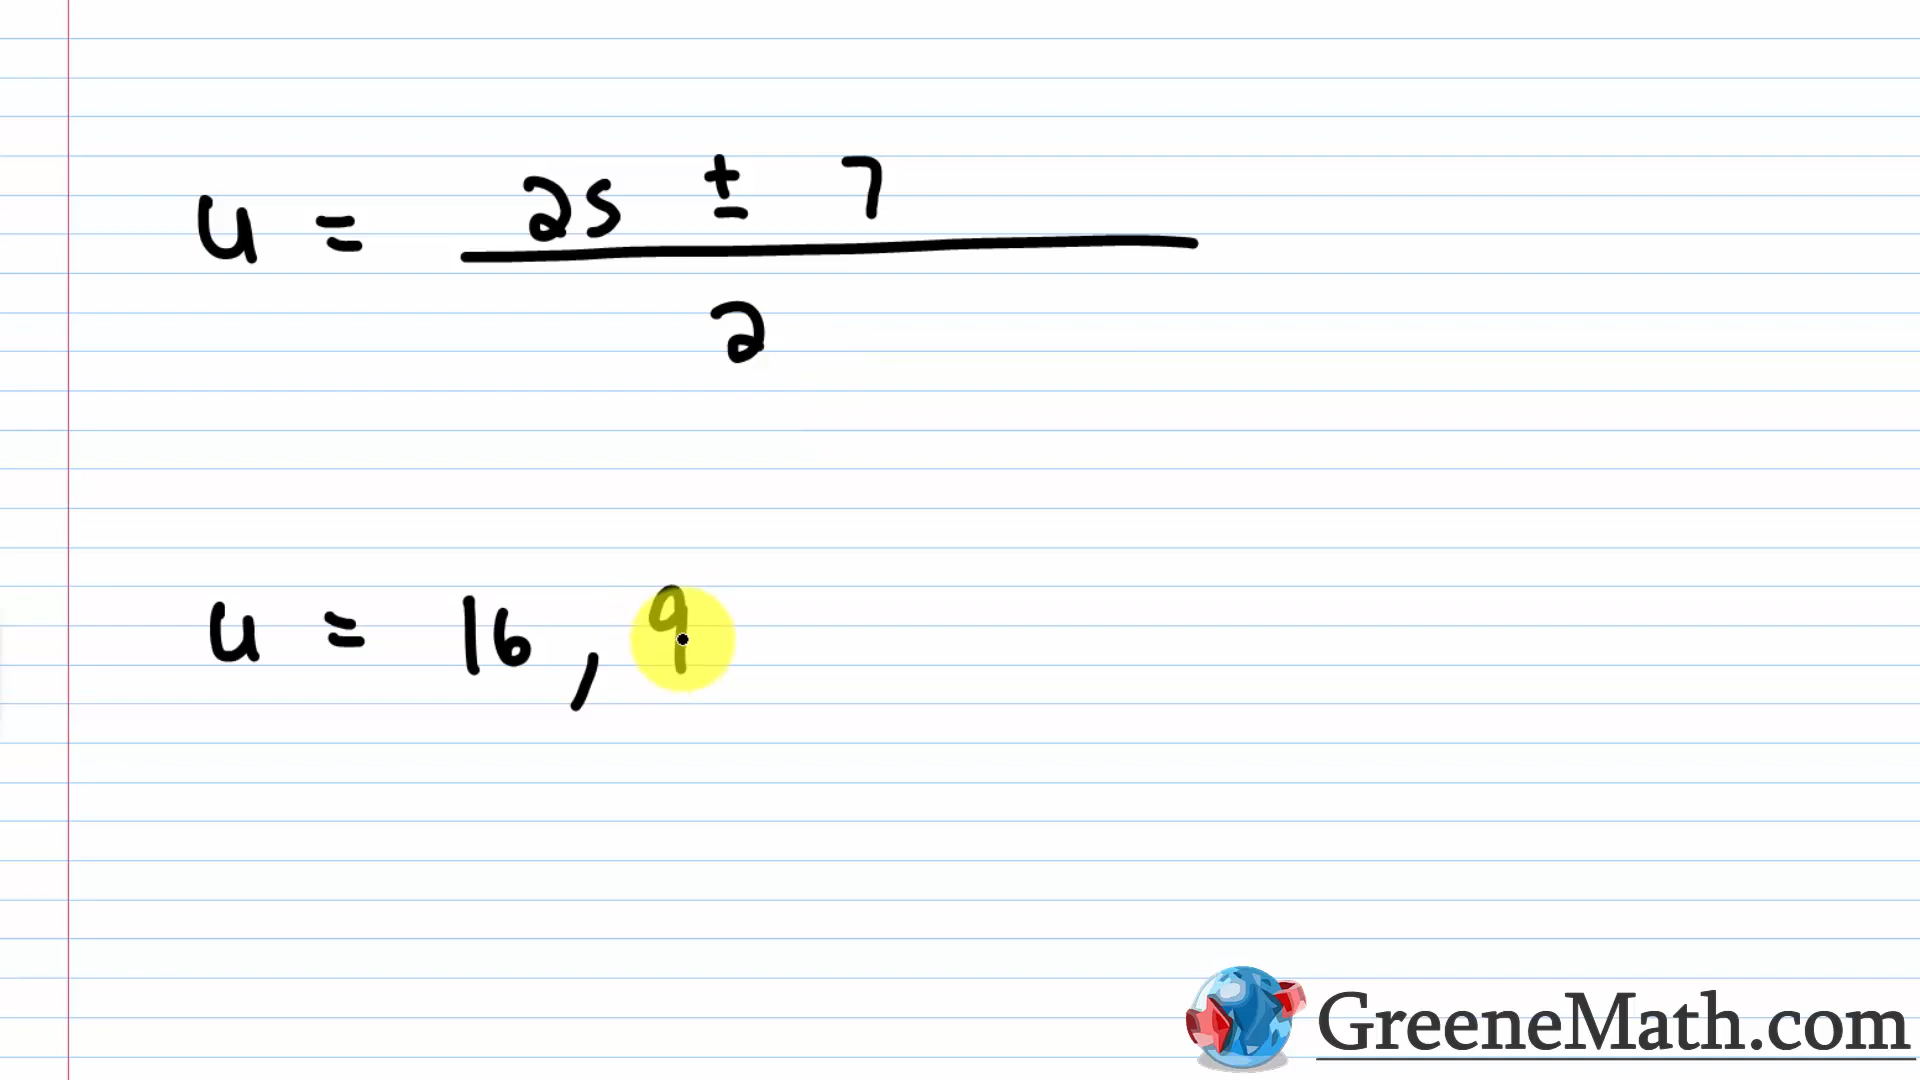 u = 25 ± 7
2
u = 16, 9
GreeneMath.com